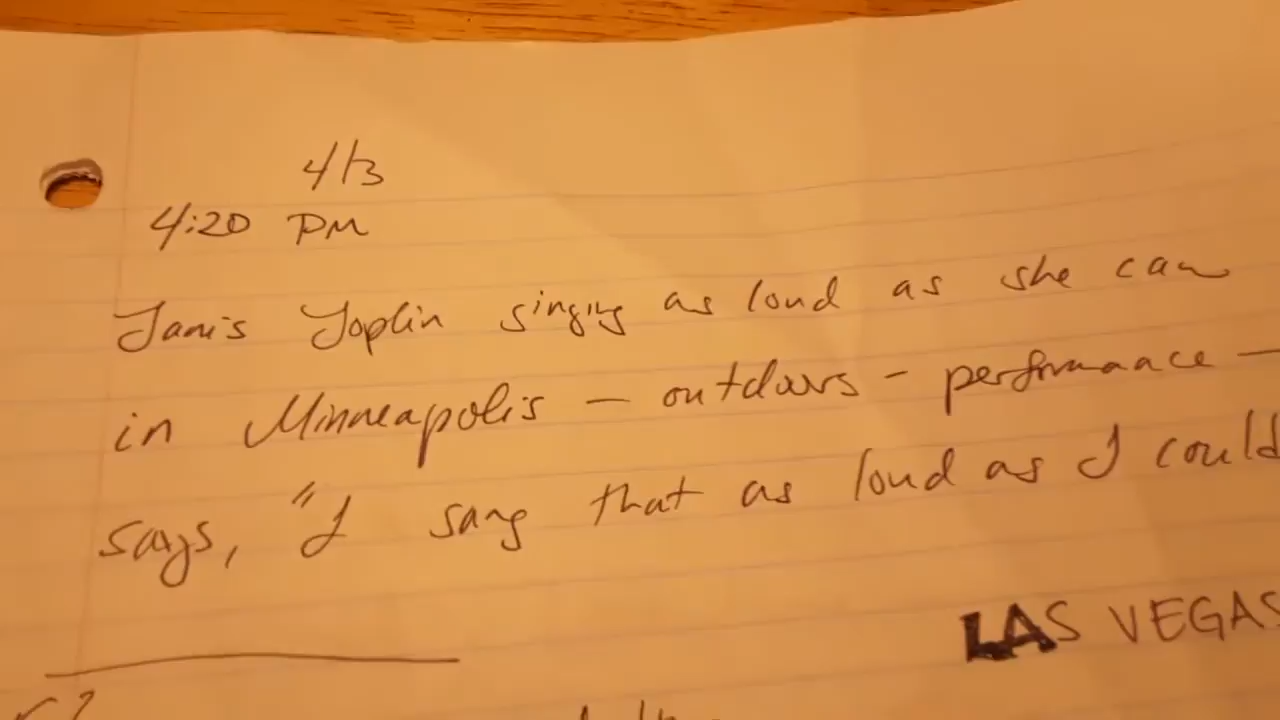 4/3
4:20 PM
Janis Joplin singing as loud as she can
in Minneapolis — outdoors - performance —
says, "I sang that as loud as I could
LAS VEGAS